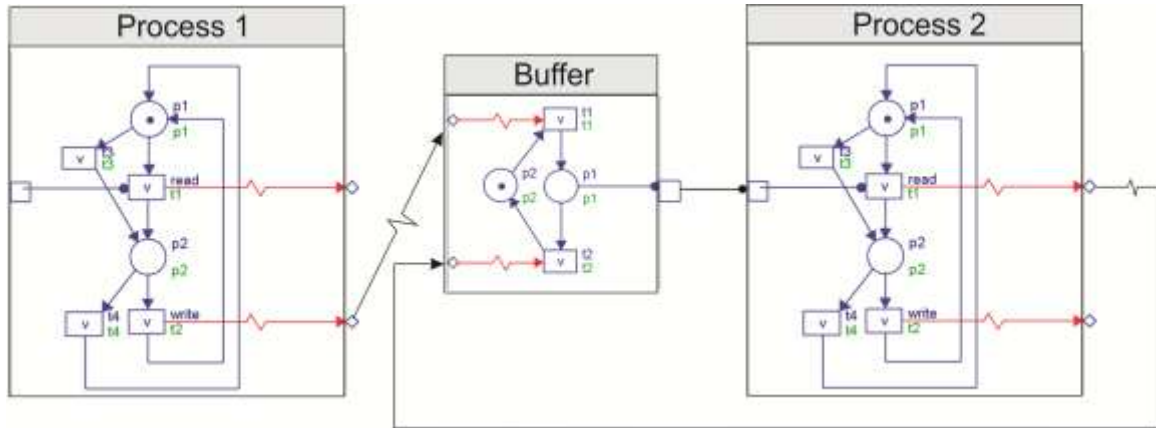 Process 1
p1
p1
v
t3
t3
v
read
t1
p2
p2
v
t4
t4
v
write
t2
Buffer
v
t1
t1
p2
p2
p1
p1
v
t2
t2
Process 2
p1
p1
v
t3
t3
v
read
t1
p2
p2
v
t4
t4
v
write
t2